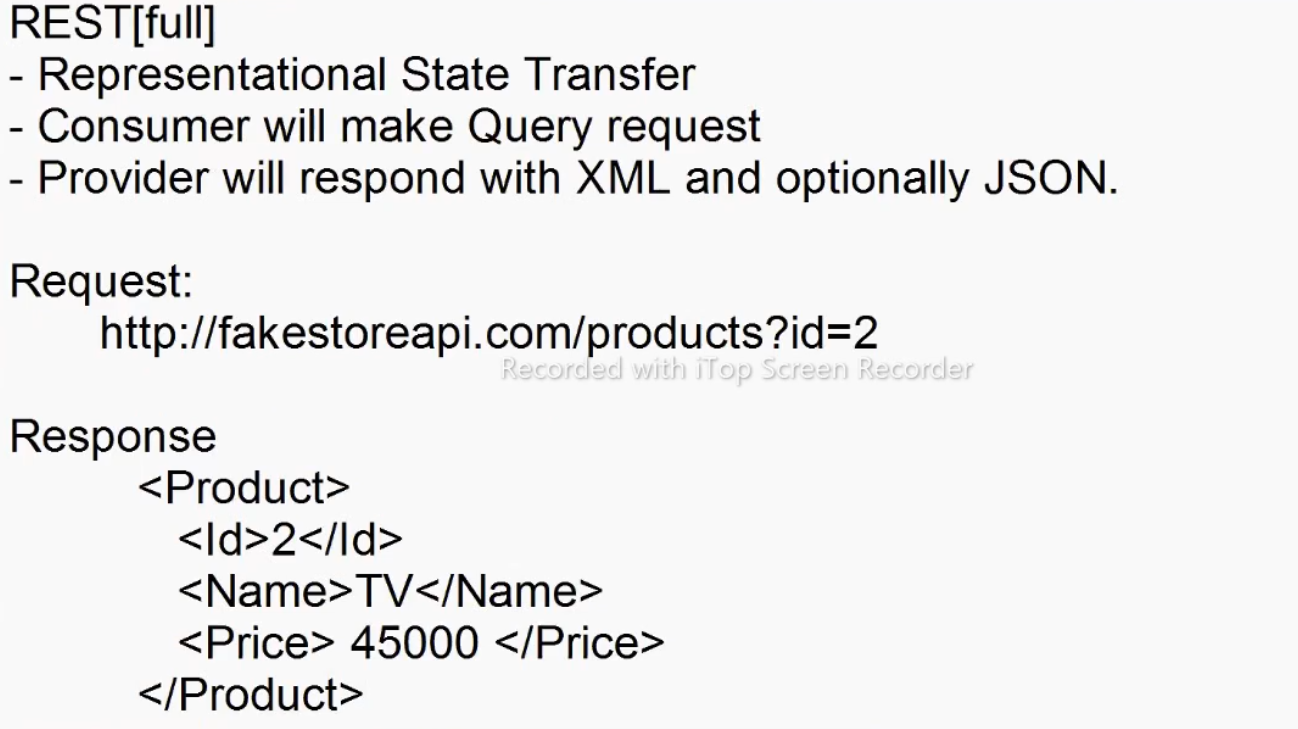 REST[full]
- Representational State Transfer
- Consumer will make Query request
- Provider will respond with XML and optionally JSON.
Request:
http://fakestoreapi.com/products?id=2
Recorded with iTop Screen Recorder
Response
<Product>
<Id>2</Id>
<Name>TV</Name>
<Price> 45000 </Price>
</Product>